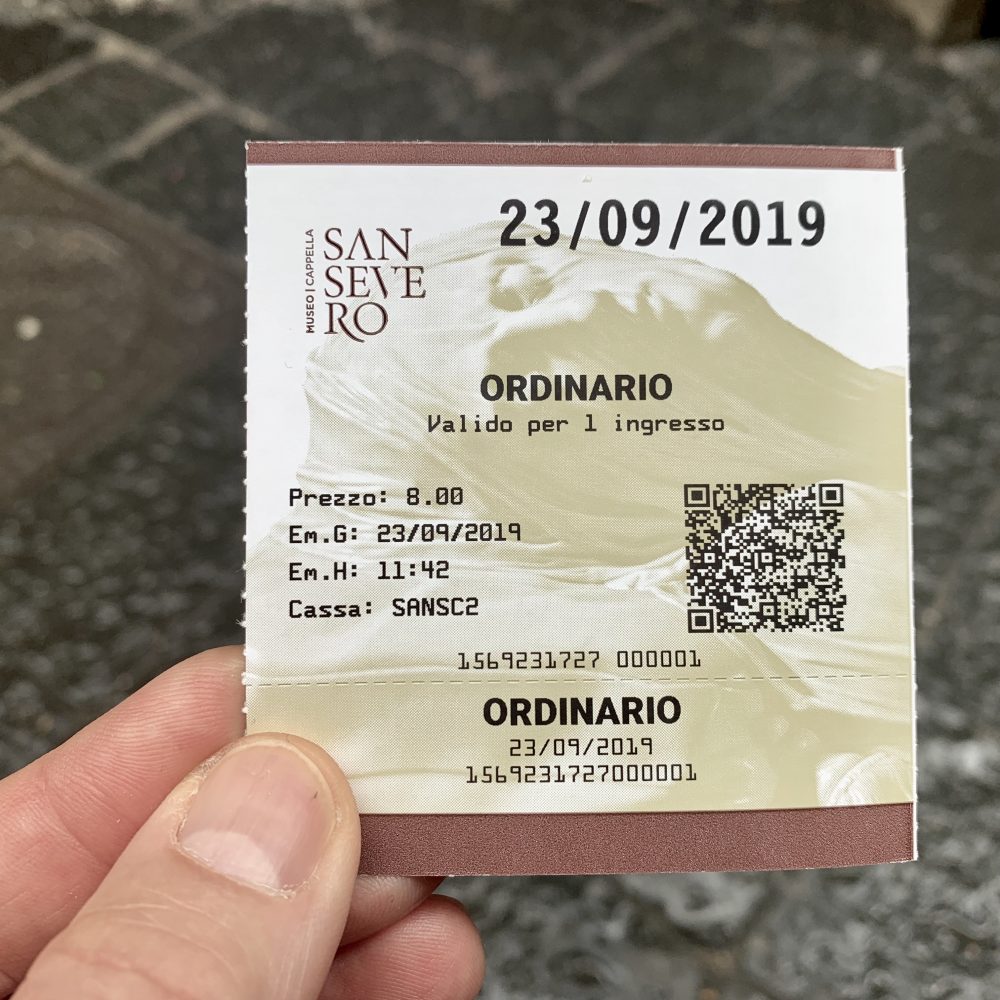 23/09/2019
MUSEO | CAPPELLA
SAN
SEVE
RO
ORDINARIO
Valido per 1 ingresso
Prezzo: 8.00
Em.G: 23/09/2019
Em.H: 11:42
Cassa: SANSC2
1569231727 000001
ORDINARIO
23/09/2019
1569231727000001